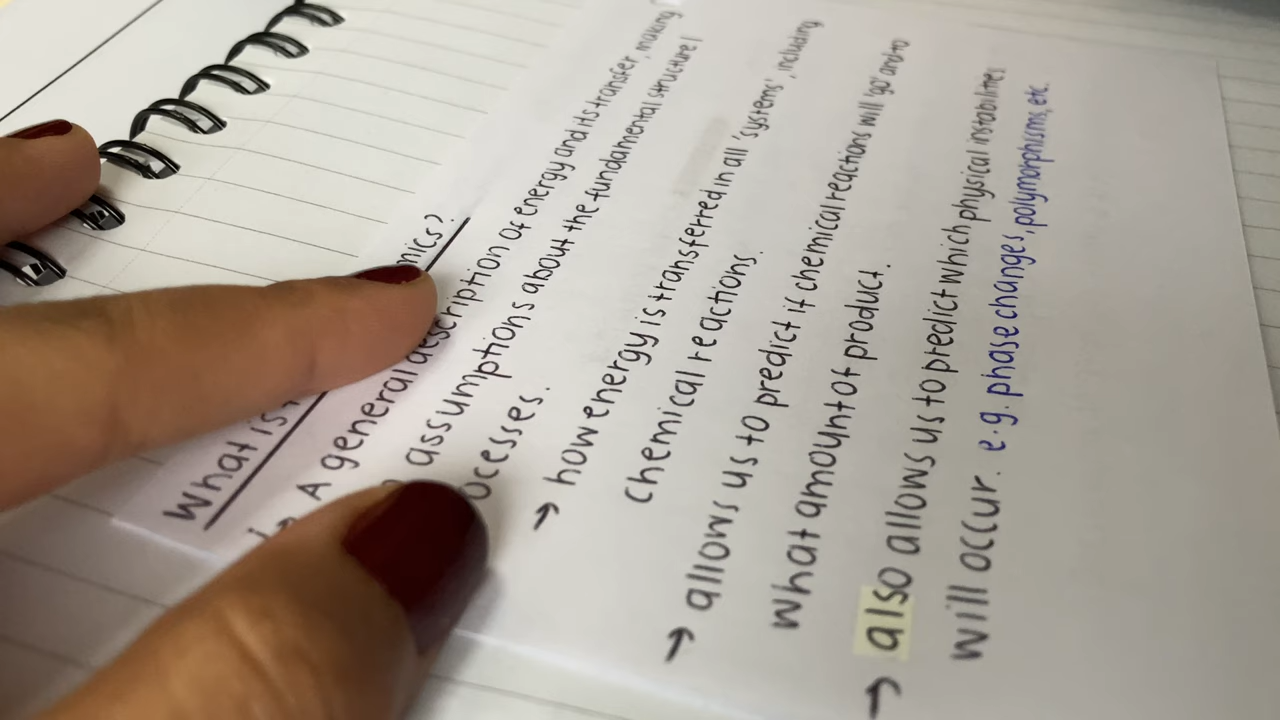 What is mics?
→ A general description of energy and its transfer, making
assumptions about the fundamental structure /
ocesses.
→ how energy is transferred in all 'systems', including
chemical reactions.
→ allows us to predict if chemical reactions will 'go' and to
what amount of product.
→ also allows us to predict which physical instabilities
will occur. e.g. phase changes, polymorphisms, etc.